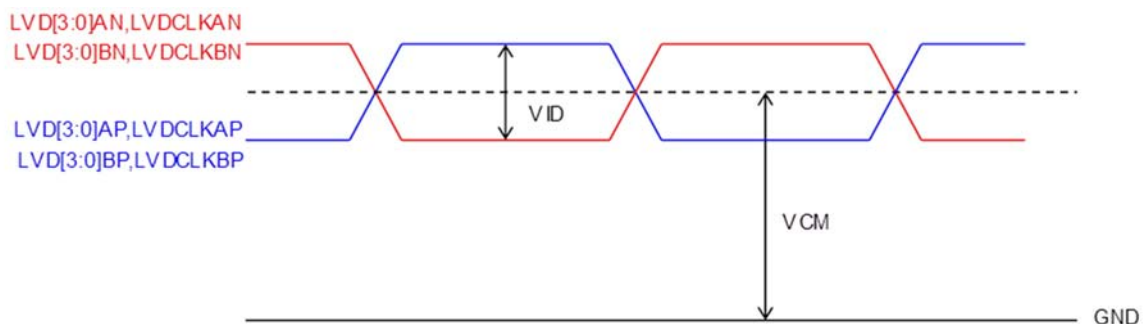 LVD[3:0]AN,LVDCLKAN
LVD[3:0]BN,LVDCLKBN
VID
LVD[3:0]AP,LVDCLKAP
LVD[3:0]BP,LVDCLKBP
VCM
GND